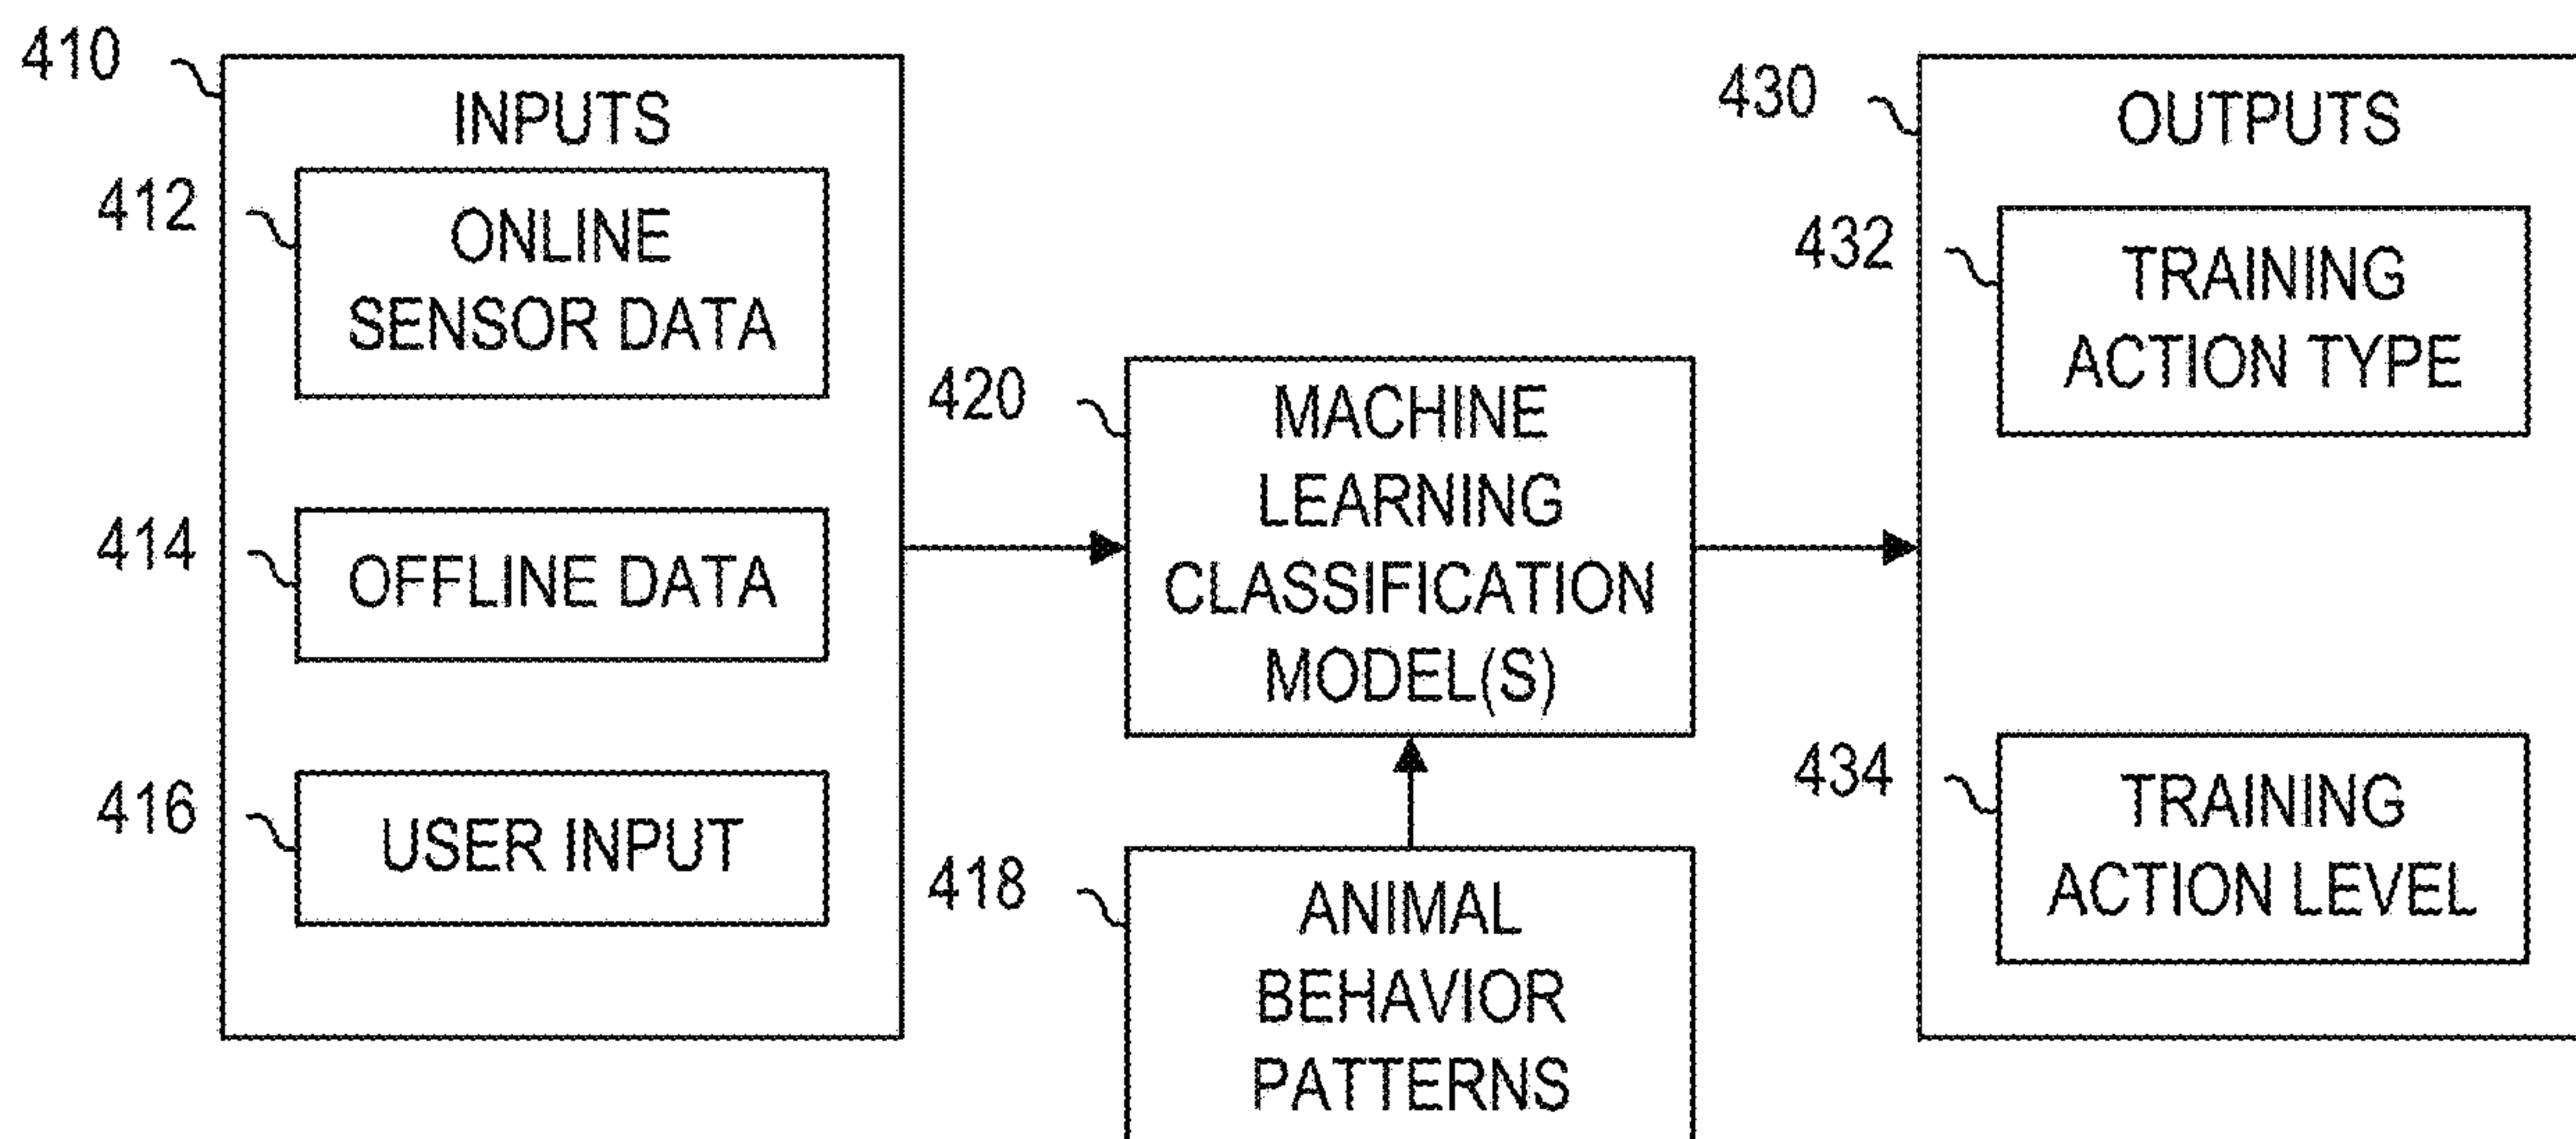 410
INPUTS
412
ONLINE
SENSOR DATA
414
OFFLINE DATA
416
USER INPUT
420
MACHINE
LEARNING
CLASSIFICATION
MODEL(S)
418
ANIMAL
BEHAVIOR
PATTERNS
430
OUTPUTS
432
TRAINING
ACTION TYPE
434
TRAINING
ACTION LEVEL